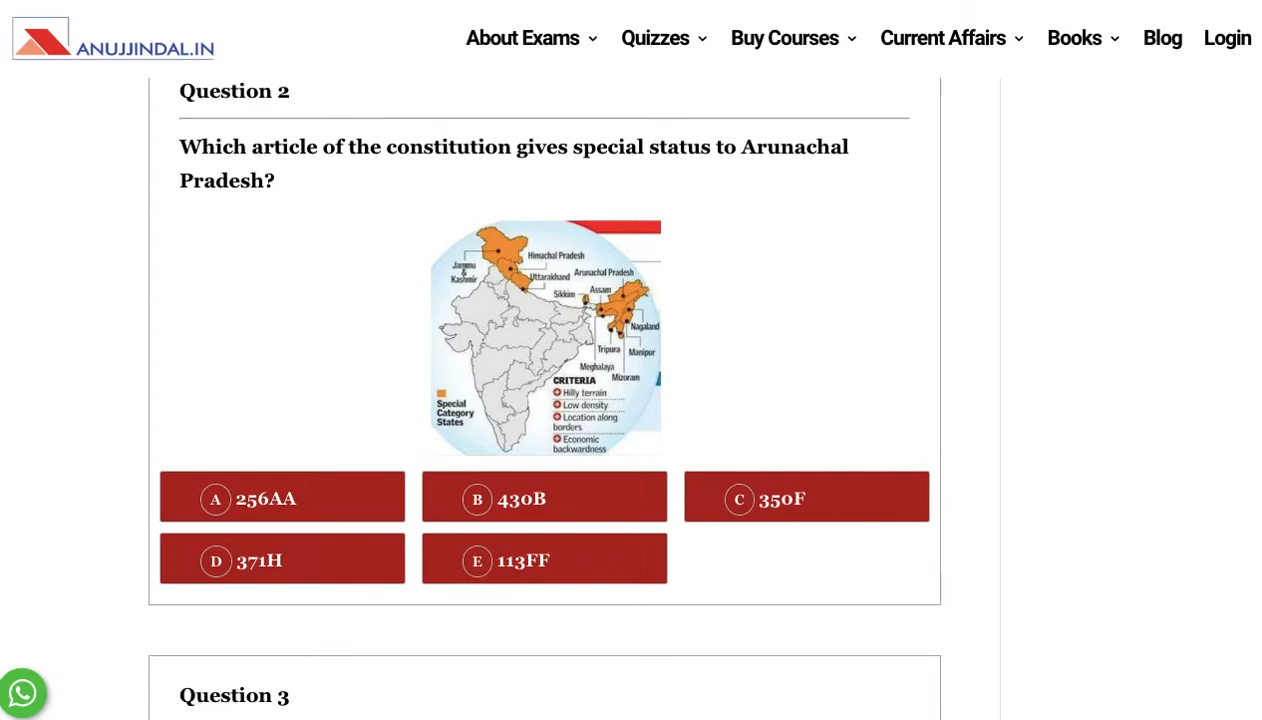 ANUJJINDAL.IN
About Exams Quizzes Buy Courses Current Affairs Books Blog Login
Question 2
Which article of the constitution gives special status to Arunachal
Pradesh?
Himachal Pradesh
Jammu
&
Kashmir
Uttarakhand
Arunachal Pradesh
Sikkim
Assam
Nagaland
Tripura
Manipur
Meghalaya
Mizoram
CRITERIA
Hilly terrain
Low density
Location along
borders
Economic
backwardness
Special
Category
States
A 256AA
B 430B
C 350F
D 371H
E 113FF
Question 3